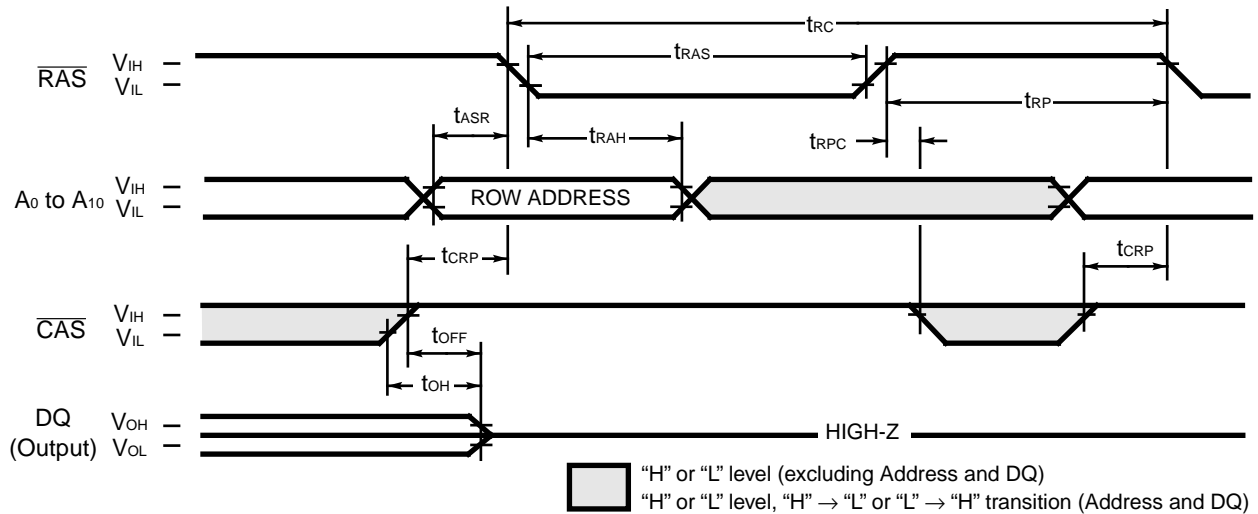 tRC
RAS VIH VIL
tRAS
tRP
tASR
tRAH
tRPC
A0 to A10 VIH VIL
ROW ADDRESS
tCRP
tCRP
CAS VIH VIL
tOFF
tOH
DQ (Output) VOH VOL
HIGH-Z
“H” or “L” level (excluding Address and DQ)
“H” or “L” level, “H” → “L” or “L” → “H” transition (Address and DQ)